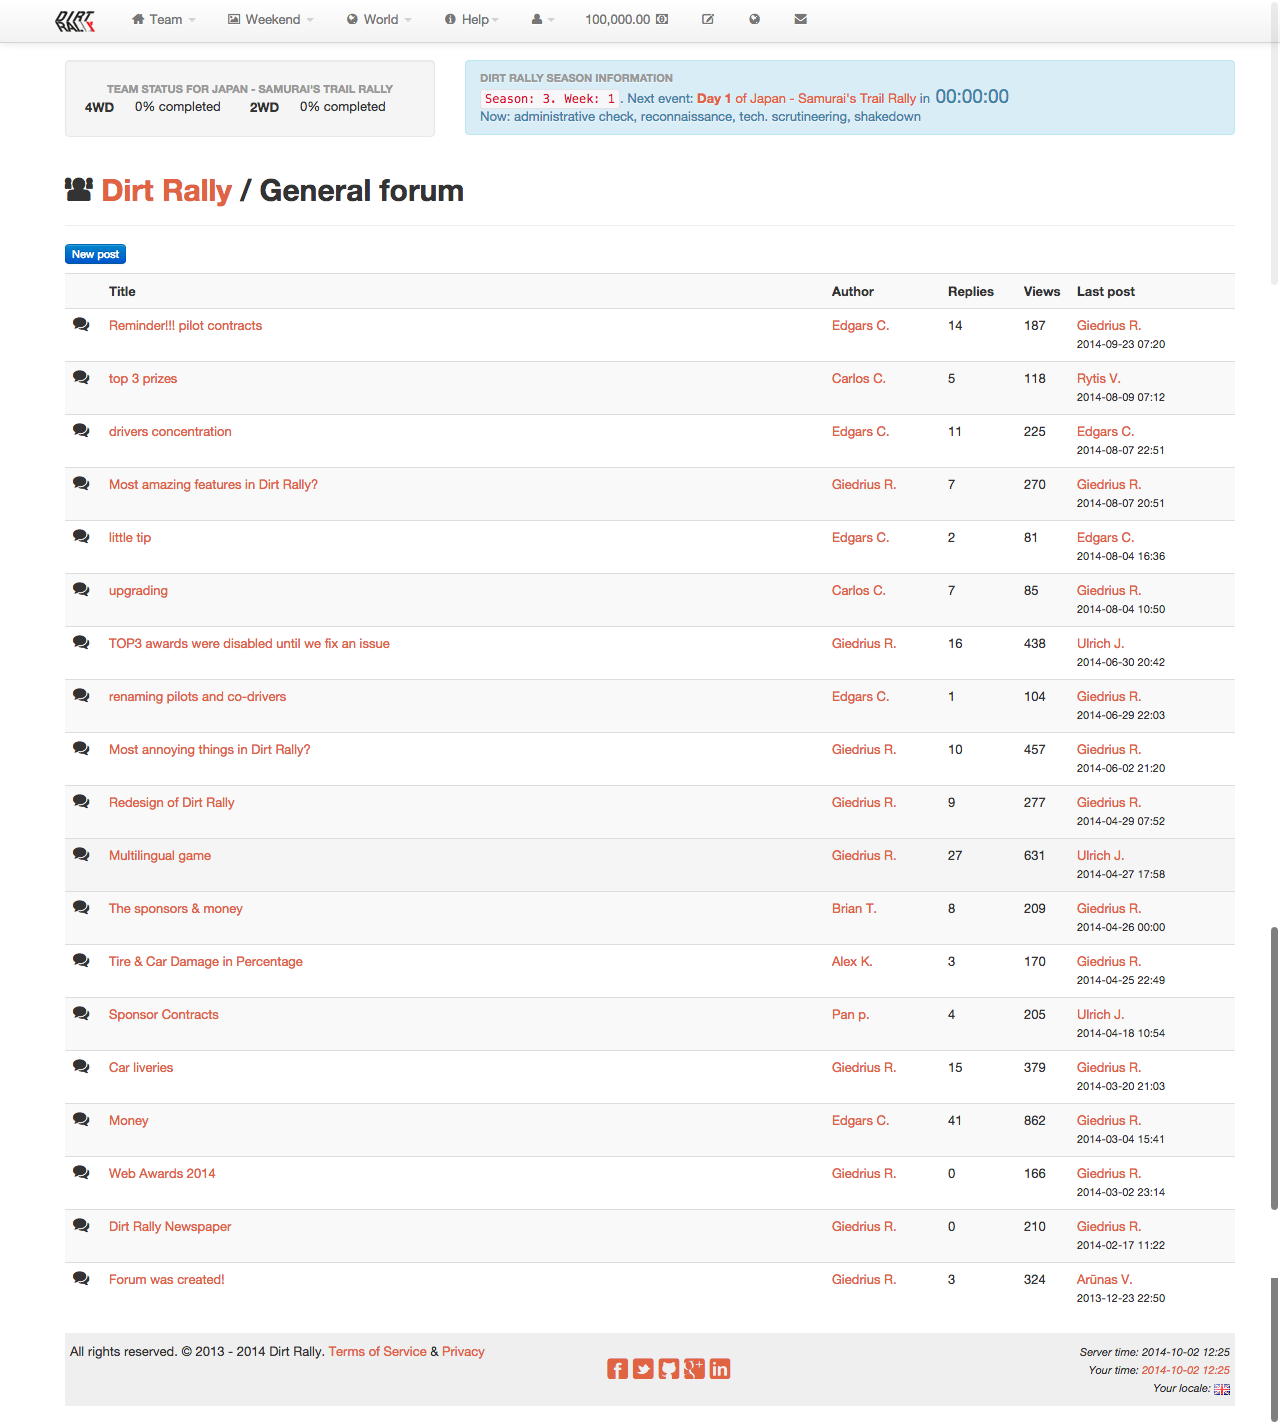 DIRT RALLY
Team Weekend World Help 100,000.00
TEAM STATUS FOR JAPAN - SAMURAI'S TRAIL RALLY
4WD 0% completed 2WD 0% completed
DIRT RALLY SEASON INFORMATION
Season: 3. Week: 1. Next event: Day 1 of Japan - Samurai's Trail Rally in 00:00:00
Now: administrative check, reconnaissance, tech. scrutineering, shakedown
Dirt Rally / General forum
New post
Title Author Replies Views Last post
Reminder!!! pilot contracts Edgars C. 14 187 Giedrius R.
2014-09-23 07:20
top 3 prizes Carlos C. 5 118 Rytis V.
2014-08-09 07:12
drivers concentration Edgars C. 11 225 Edgars C.
2014-08-07 22:51
Most amazing features in Dirt Rally? Giedrius R. 7 270 Giedrius R.
2014-08-07 20:51
little tip Edgars C. 2 81 Edgars C.
2014-08-04 16:36
upgrading Carlos C. 7 85 Giedrius R.
2014-08-04 10:50
TOP3 awards were disabled until we fix an issue Giedrius R. 16 438 Ulrich J.
2014-06-30 20:42
renaming pilots and co-drivers Edgars C. 1 104 Giedrius R.
2014-06-29 22:03
Most annoying things in Dirt Rally? Giedrius R. 10 457 Giedrius R.
2014-06-02 21:20
Redesign of Dirt Rally Giedrius R. 9 277 Giedrius R.
2014-04-29 07:52
Multilingual game Giedrius R. 27 631 Ulrich J.
2014-04-27 17:58
The sponsors & money Brian T. 8 209 Giedrius R.
2014-04-26 00:00
Tire & Car Damage in Percentage Alex K. 3 170 Giedrius R.
2014-04-25 22:49
Sponsor Contracts Pan p. 4 205 Ulrich J.
2014-04-18 10:54
Car liveries Giedrius R. 15 379 Giedrius R.
2014-03-20 21:03
Money Edgars C. 41 862 Giedrius R.
2014-03-04 15:41
Web Awards 2014 Giedrius R. 0 166 Giedrius R.
2014-03-02 23:14
Dirt Rally Newspaper Giedrius R. 0 210 Giedrius R.
2014-02-17 11:22
Forum was created! Giedrius R. 3 324 Arūnas V.
2013-12-23 22:50
All rights reserved. © 2013 - 2014 Dirt Rally. Terms of Service & Privacy
Server time: 2014-10-02 12:25
Your time: 2014-10-02 12:25
Your locale: